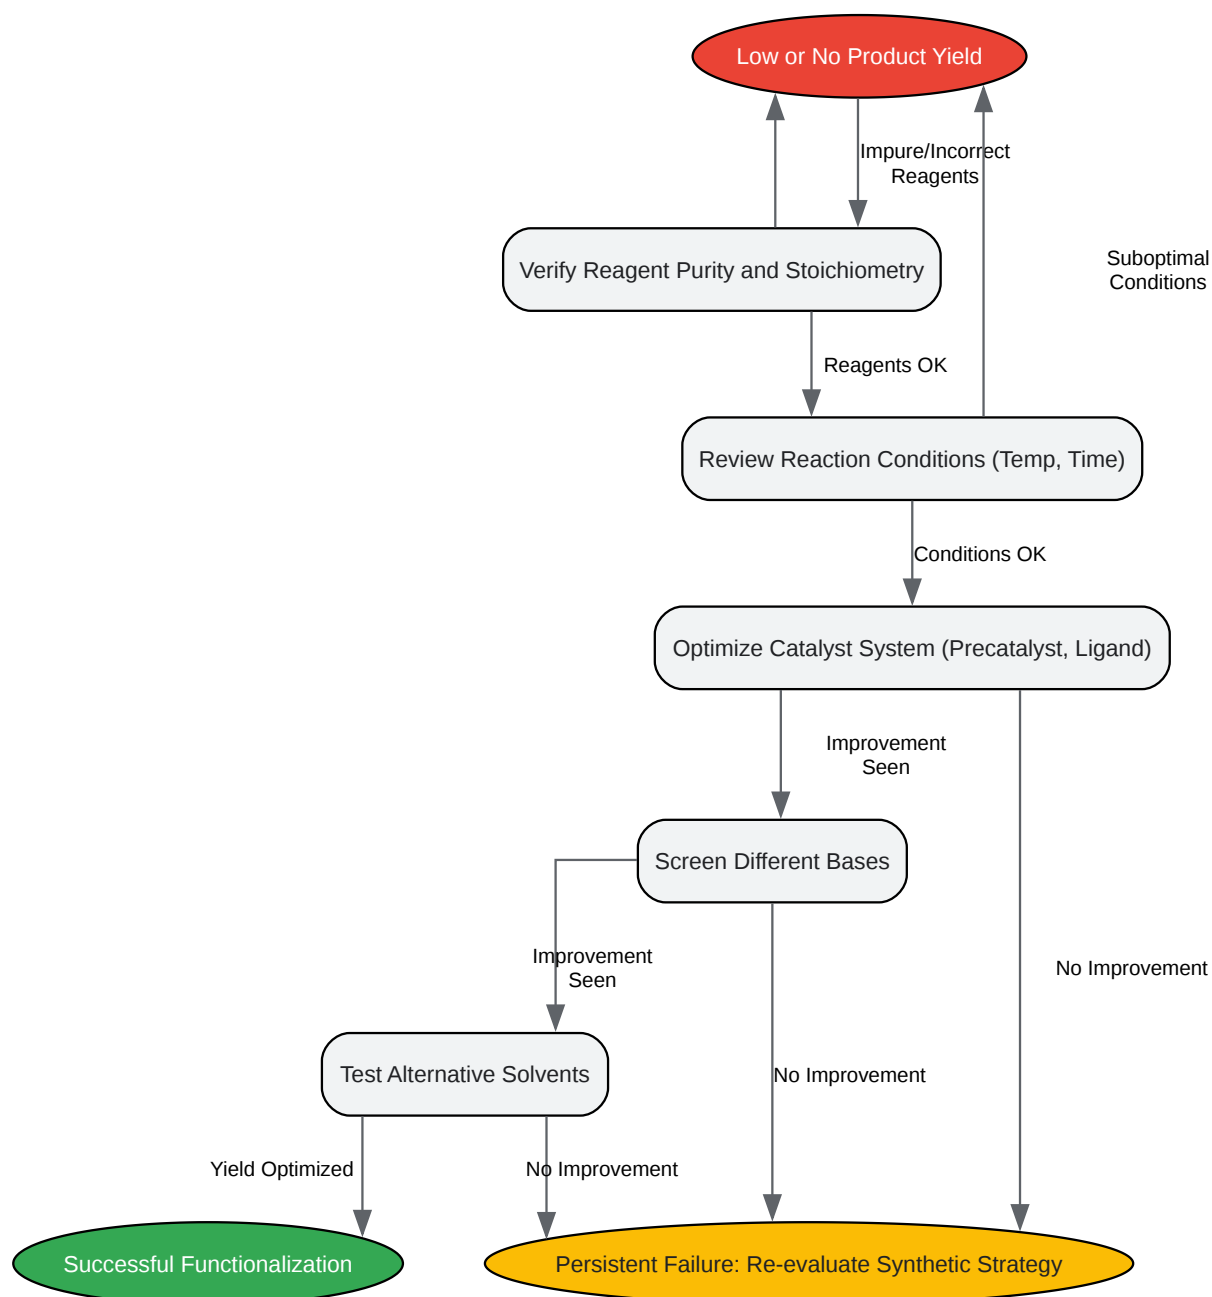 Low or No Product Yield
Impure/Incorrect
Reagents
Verify Reagent Purity and Stoichiometry
Suboptimal
Conditions
Reagents OK
Review Reaction Conditions (Temp, Time)
Conditions OK
Optimize Catalyst System (Precatalyst, Ligand)
Improvement
Seen
Screen Different Bases
Improvement
Seen
No Improvement
Test Alternative Solvents
No Improvement
Yield Optimized
No Improvement
Successful Functionalization
Persistent Failure: Re-evaluate Synthetic Strategy